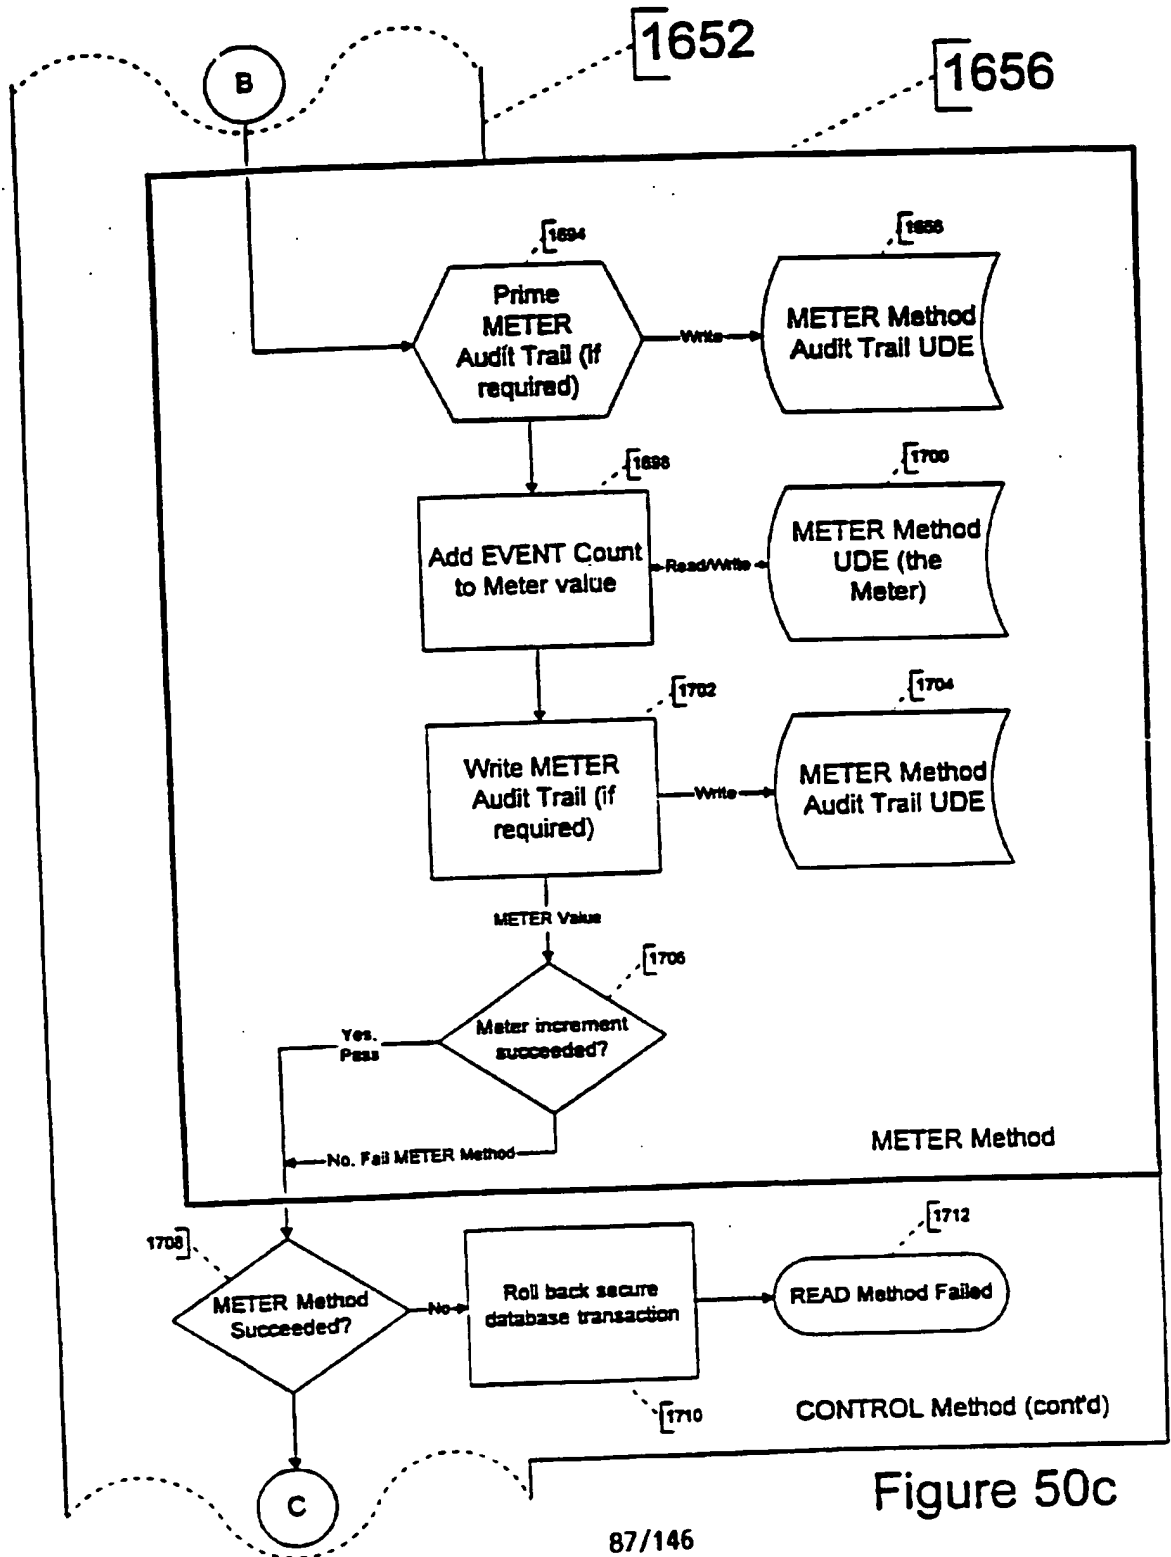 1652
1656
B
1694
1656
Prime
METER
Audit Trail (if
required)
Write
METER Method
Audit Trail UDE
1698
1700
Add EVENT Count
to Meter value
Read/Write
METER Method
UDE (the
Meter)
1702
1704
Write METER
Audit Trail (if
required)
Write
METER Method
Audit Trail UDE
METER Value
1706
Meter increment
succeeded?
Yes.
Pass
No. Fail METER Method
METER Method
1708
1712
METER Method
Succeeded?
No
Roll back secure
database transaction
READ Method Failed
1710
CONTROL Method (cont'd)
C
Figure 50c
87/146